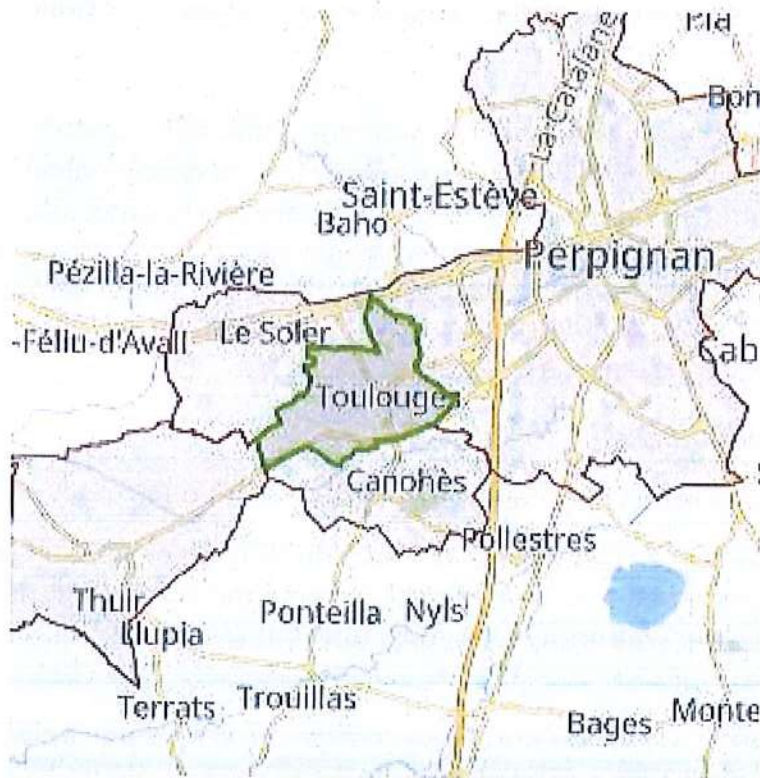 La Catalane
Bom
Saint-Estève
Baho
Perpignan
Pézilla-la-Rivière
Le Soler
-Féliu-d'Avall
Cab
Toulouges
Canohès
Pollestres
Thuir
Llupia
Ponteilla
Nyls
Terrats
Trouillas
Bages
Monte